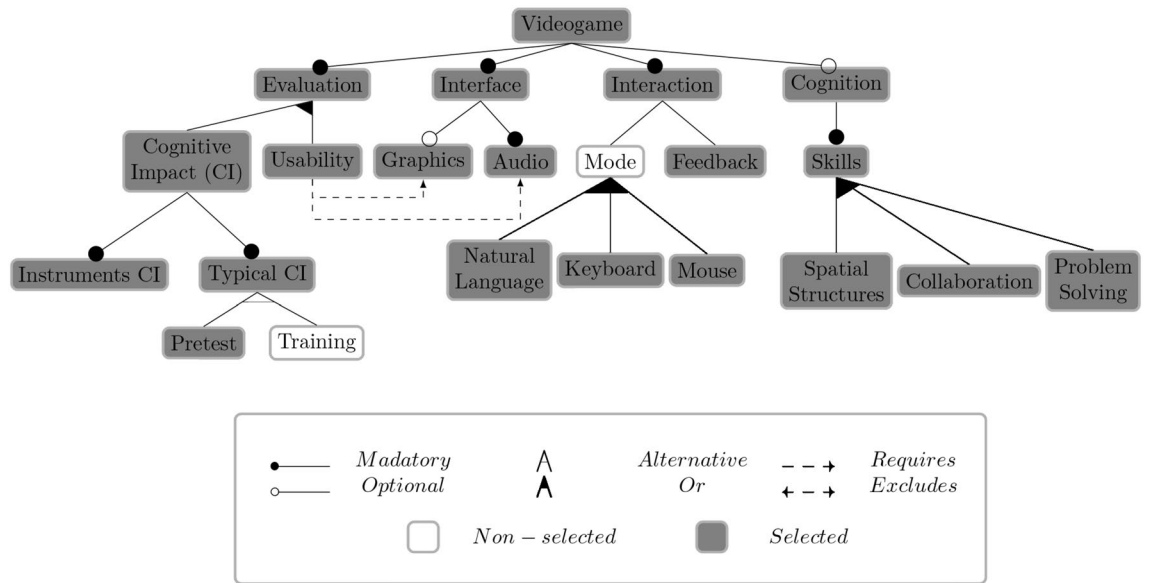 Videogame
Evaluation
Interface
Interaction
Cognition
Cognitive
Impact (CI)
Usability
Graphics
Audio
Mode
Feedback
Skills
Instruments CI
Typical CI
Natural
Language
Keyboard
Mouse
Spatial
Structures
Collaboration
Problem
Solving
Pretest
Training
Madatory
Alternative
Requires
Optional
Or
Excludes
Non − selected
Selected